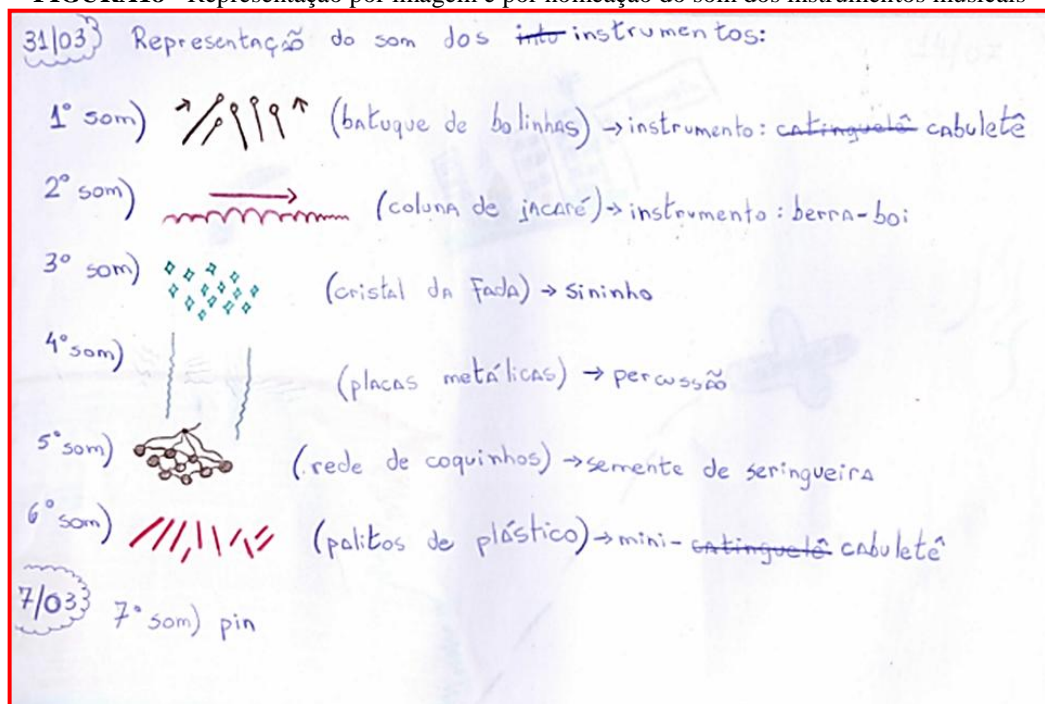 FIGURA18 - Representação por imagem e por nomeação do som dos instrumentos musicais
31/03 Representação do som dos into instrumentos:
1° som) (batuque de bolinhas) → instrumento: catinguelê cabuletê
2° som) (coluna de jacaré) → instrumento: berra-boi
3° som) (cristal da Fada) → sininho
4° som) (placas metálicas) → percussão
5° som) (rede de coquinhos) → semente de seringueira
6° som) (palitos de plástico) → mini-catinguelê cabuletê
7/03 7° som) pin